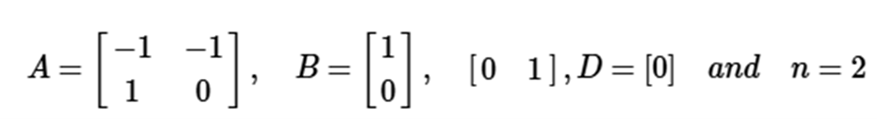 A = [−1 −1; 1 0], B = [1; 0], [0 1], D = [0] and n = 2